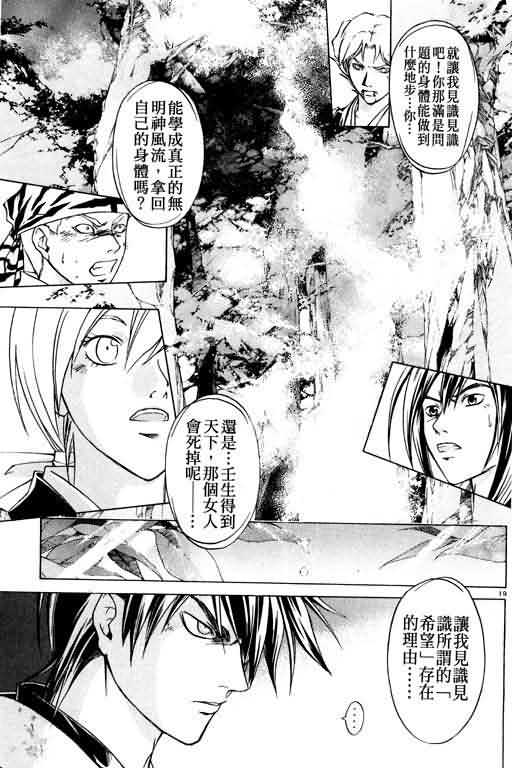 就讓我見識見識
吧!你那滿是問
題的身體能做到
什麼地步…你…
能學成真正的無
明神風流,拿回
自己的身體嗎?
還是…壬生得到
天下,那個女人
會死掉呢……
19
讓我見識見
識所謂的「
希望」存在
的理由……
…